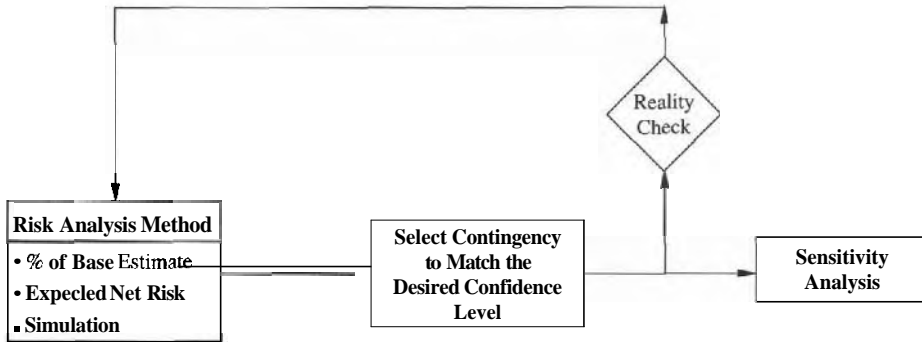 Reality
Check
Risk Analysis Method
• % of Base Estimate
• Expected Net Risk
▪ Simulation
Select Contingency
to Match the
Desired Confidence
Level
Sensitivity
Analysis